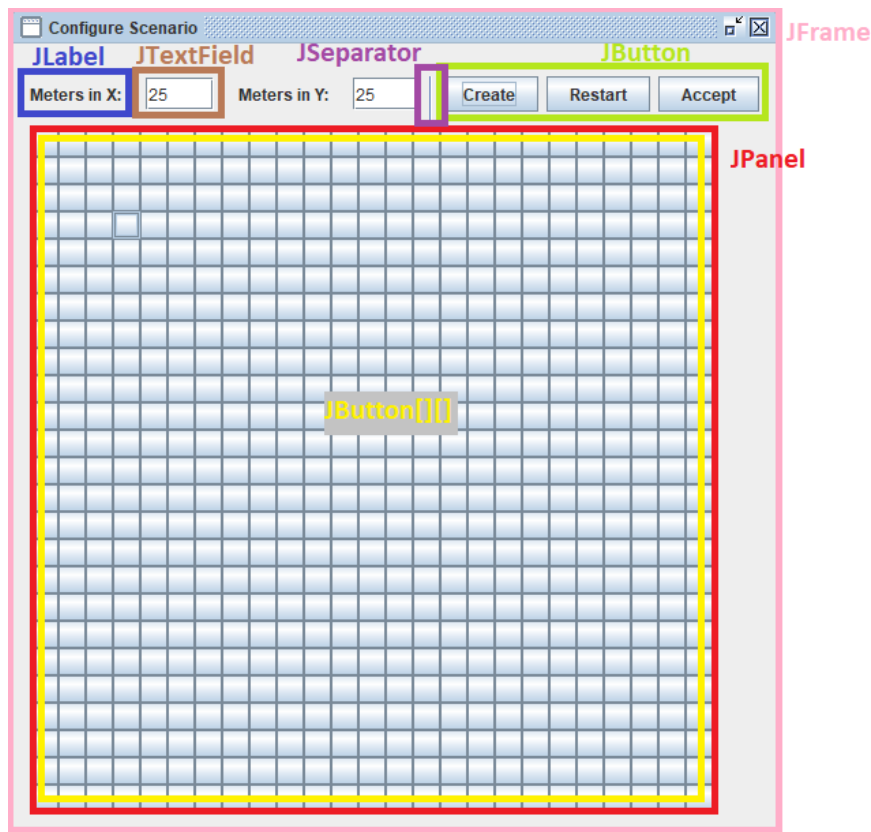 Configure Scenario
JFrame
JLabel JTextField JSeparator JButton
Meters in X: 25 Meters in Y: 25 Create Restart Accept
JPanel
JButton[][]